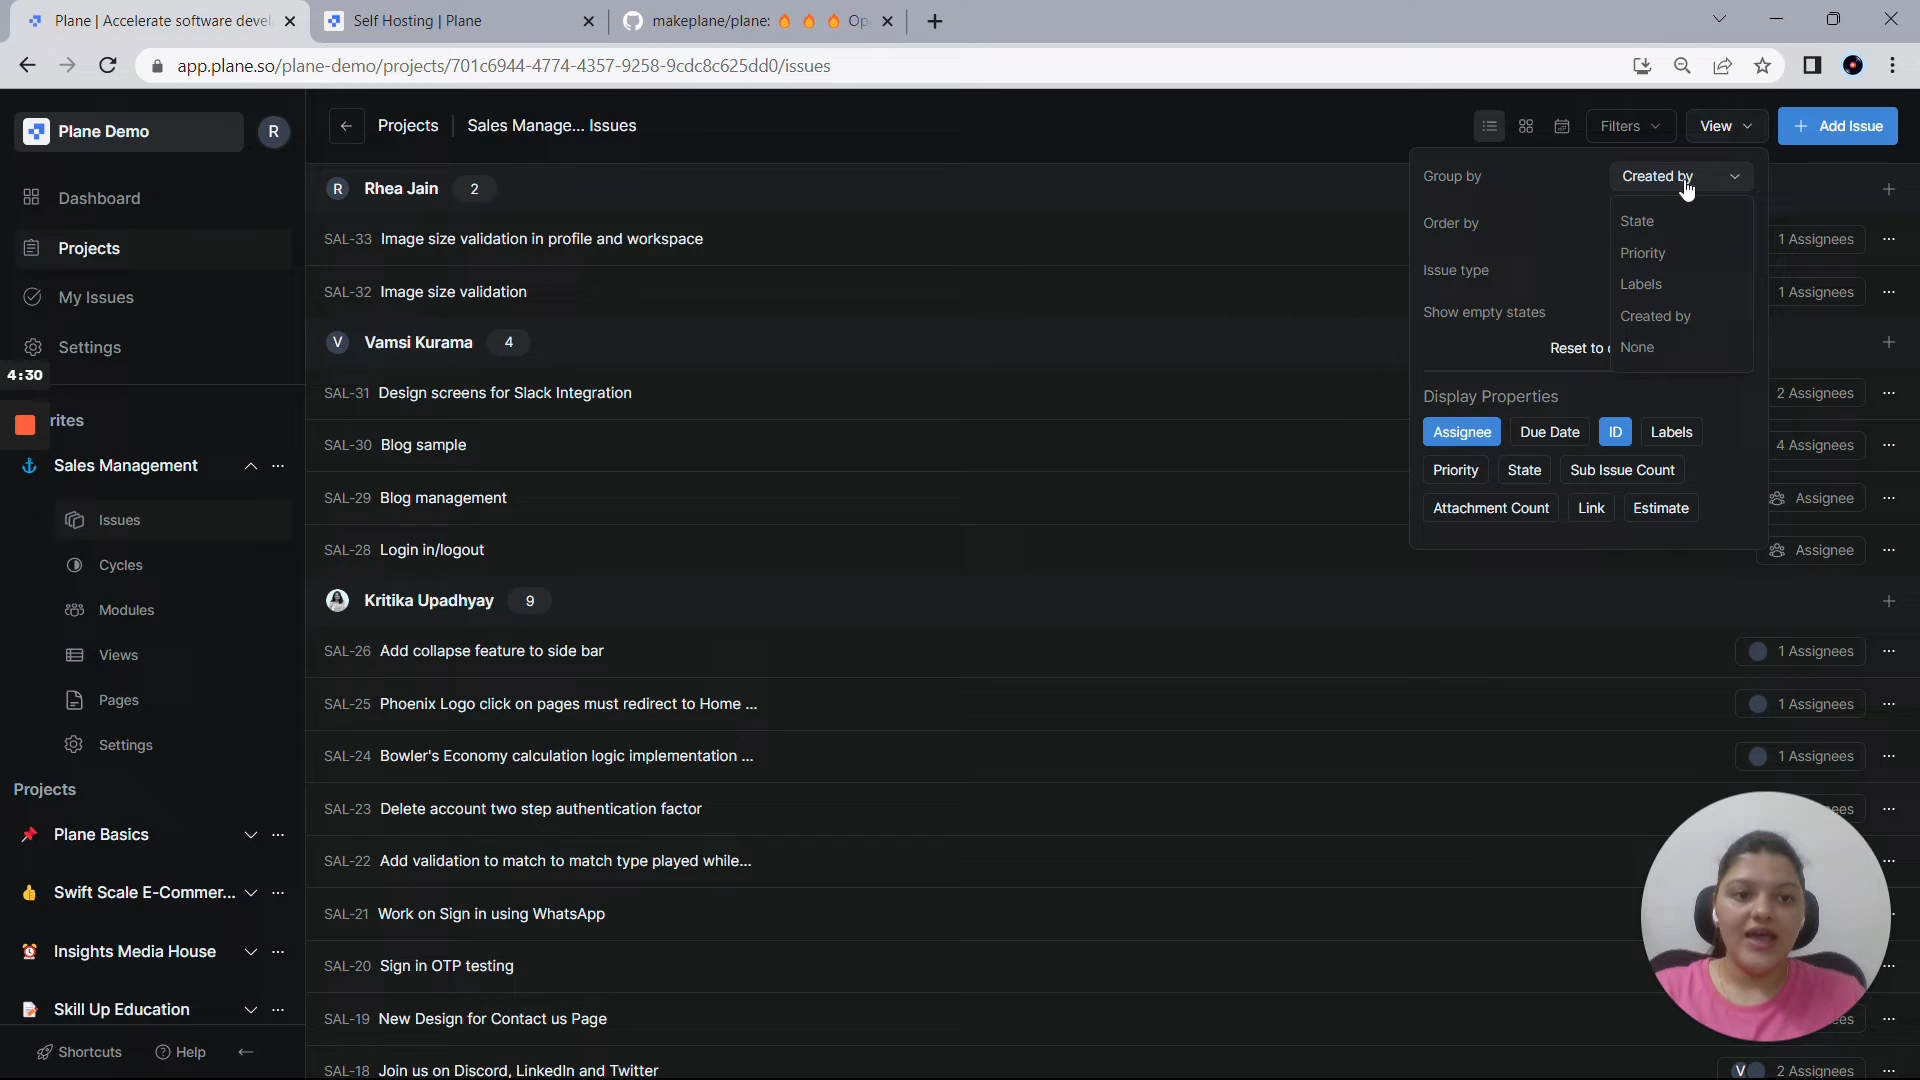 Plane | Accelerate software devel
Self Hosting | Plane
makeplane/plane: 🔥 🔥 🔥 Op
app.plane.so/plane-demo/projects/701c6944-4774-4357-9258-9cdc8c625dd0/issues
Plane Demo
R
Dashboard
Projects
My Issues
Settings
4:30
rites
Sales Management
Issues
Cycles
Modules
Views
Pages
Settings
Projects
Plane Basics
Swift Scale E-Commer...
Insights Media House
Skill Up Education
Shortcuts
Help
Projects
Sales Manage... Issues
Filters
View
Add Issue
R Rhea Jain 2
SAL-33 Image size validation in profile and workspace
1 Assignees
SAL-32 Image size validation
1 Assignees
V Vamsi Kurama 4
SAL-31 Design screens for Slack Integration
2 Assignees
SAL-30 Blog sample
4 Assignees
SAL-29 Blog management
Assignee
SAL-28 Login in/logout
Assignee
Kritika Upadhyay 9
SAL-26 Add collapse feature to side bar
1 Assignees
SAL-25 Phoenix Logo click on pages must redirect to Home ...
1 Assignees
SAL-24 Bowler's Economy calculation logic implementation ...
1 Assignees
SAL-23 Delete account two step authentication factor
SAL-22 Add validation to match to match type played while...
SAL-21 Work on Sign in using WhatsApp
SAL-20 Sign in OTP testing
SAL-19 New Design for Contact us Page
SAL-18 Join us on Discord, LinkedIn and Twitter
V 2 Assignees
Group by
Created by
Order by
Issue type
Show empty states
Reset to
State
Priority
Labels
Created by
None
Display Properties
Assignee Due Date ID Labels
Priority State Sub Issue Count
Attachment Count Link Estimate